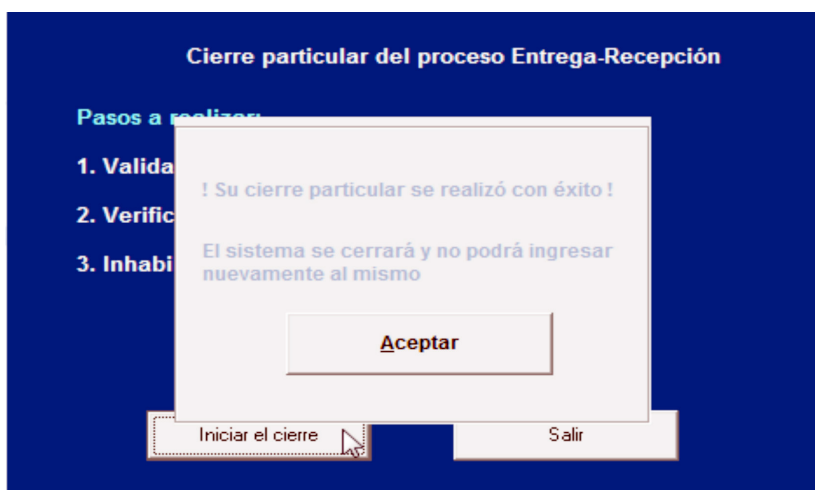 Cierre particular del proceso Entrega-Recepción
Pasos a realizar:
1. Valida
2. Verific
3. Inhabi
! Su cierre particular se realizó con éxito !
El sistema se cerrará y no podrá ingresar
nuevamente al mismo
Aceptar
Iniciar el cierre
Salir